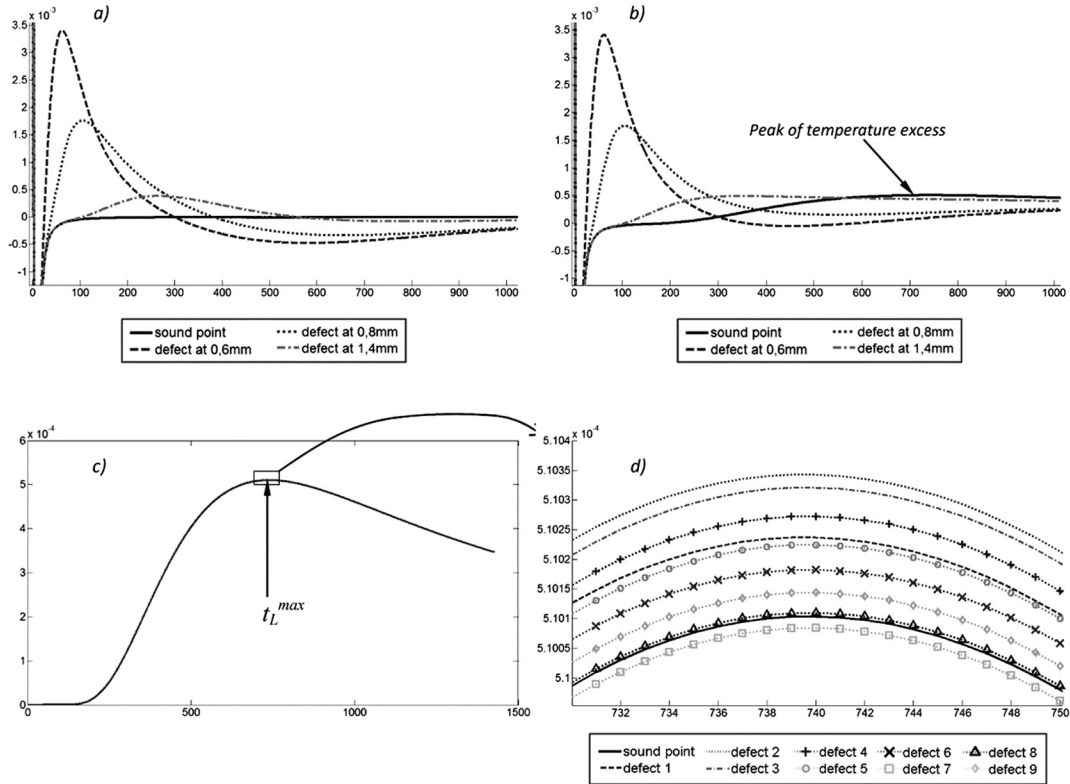 a)
x 10⁻³
3.5
3
2.5
2
1.5
1
0.5
0
-0.5
-1
0 100 200 300 400 500 600 700 800 900 1000
sound point defect at 0,8mm
defect at 0,6mm defect at 1,4mm
b)
x 10⁻³
3.5
3
2.5
2
1.5
1
0.5
0
-0.5
-1
Peak of temperature excess
0 100 200 300 400 500 600 700 800 900 1000
sound point defect at 0,8mm
defect at 0,6mm defect at 1,4mm
c)
x 10⁻⁴
6
5
4
3
2
1
0
t_L^max
0 500 1000 1500
d)
x 10⁻⁴
5.104
5.1035
5.103
5.1025
5.102
5.1015
5.101
5.1005
5.1
732 734 736 738 740 742 744 746 748 750
sound point defect 2 defect 4 defect 6 defect 8
defect 1 defect 3 defect 5 defect 7 defect 9